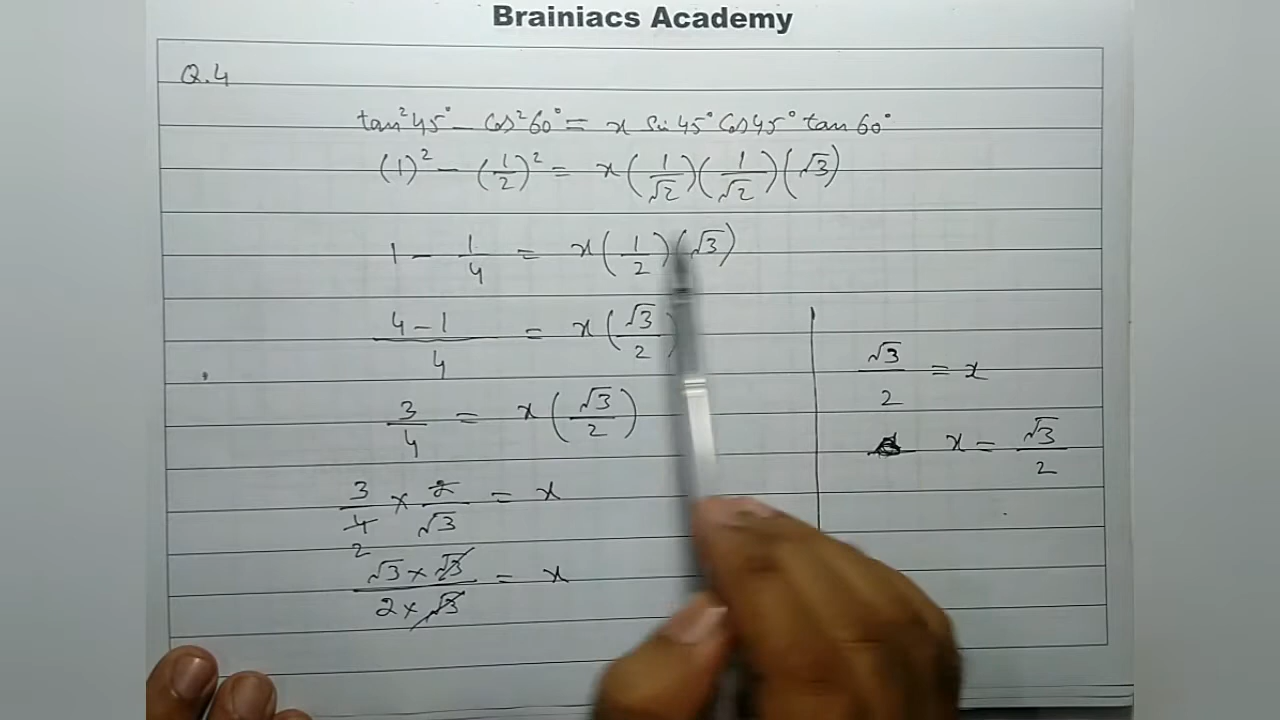 Brainiacs Academy
Q.4
tan²45° - cos²60° = x sin45° cos45° tan60°
(1)² - (1/2)² = x(1/√2)(1/√2)(√3)
1 - 1/4 = x(1/2)(√3)
4-1/4 = x(√3/2
3/4 = x(√3/2)
3/4 × 2/√3 = x
2
√3×√3/2×√3 = x
√3/2 = x
x = √3/2